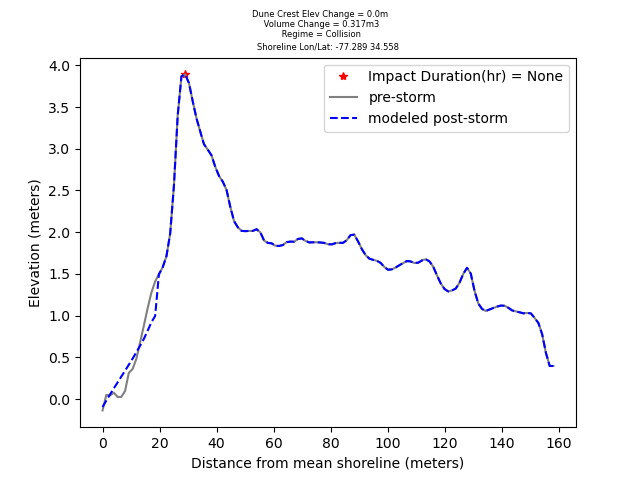 Dune Crest Elev Change = 0.0m
Volume Change = 0.317m3
Regime = Collision
Shoreline Lon/Lat: -77.289 34.558
Impact Duration(hr) = None
pre-storm
modeled post-storm
4.0
3.5
3.0
2.5
2.0
1.5
1.0
0.5
0.0
Elevation (meters)
0 20 40 60 80 100 120 140 160
Distance from mean shoreline (meters)